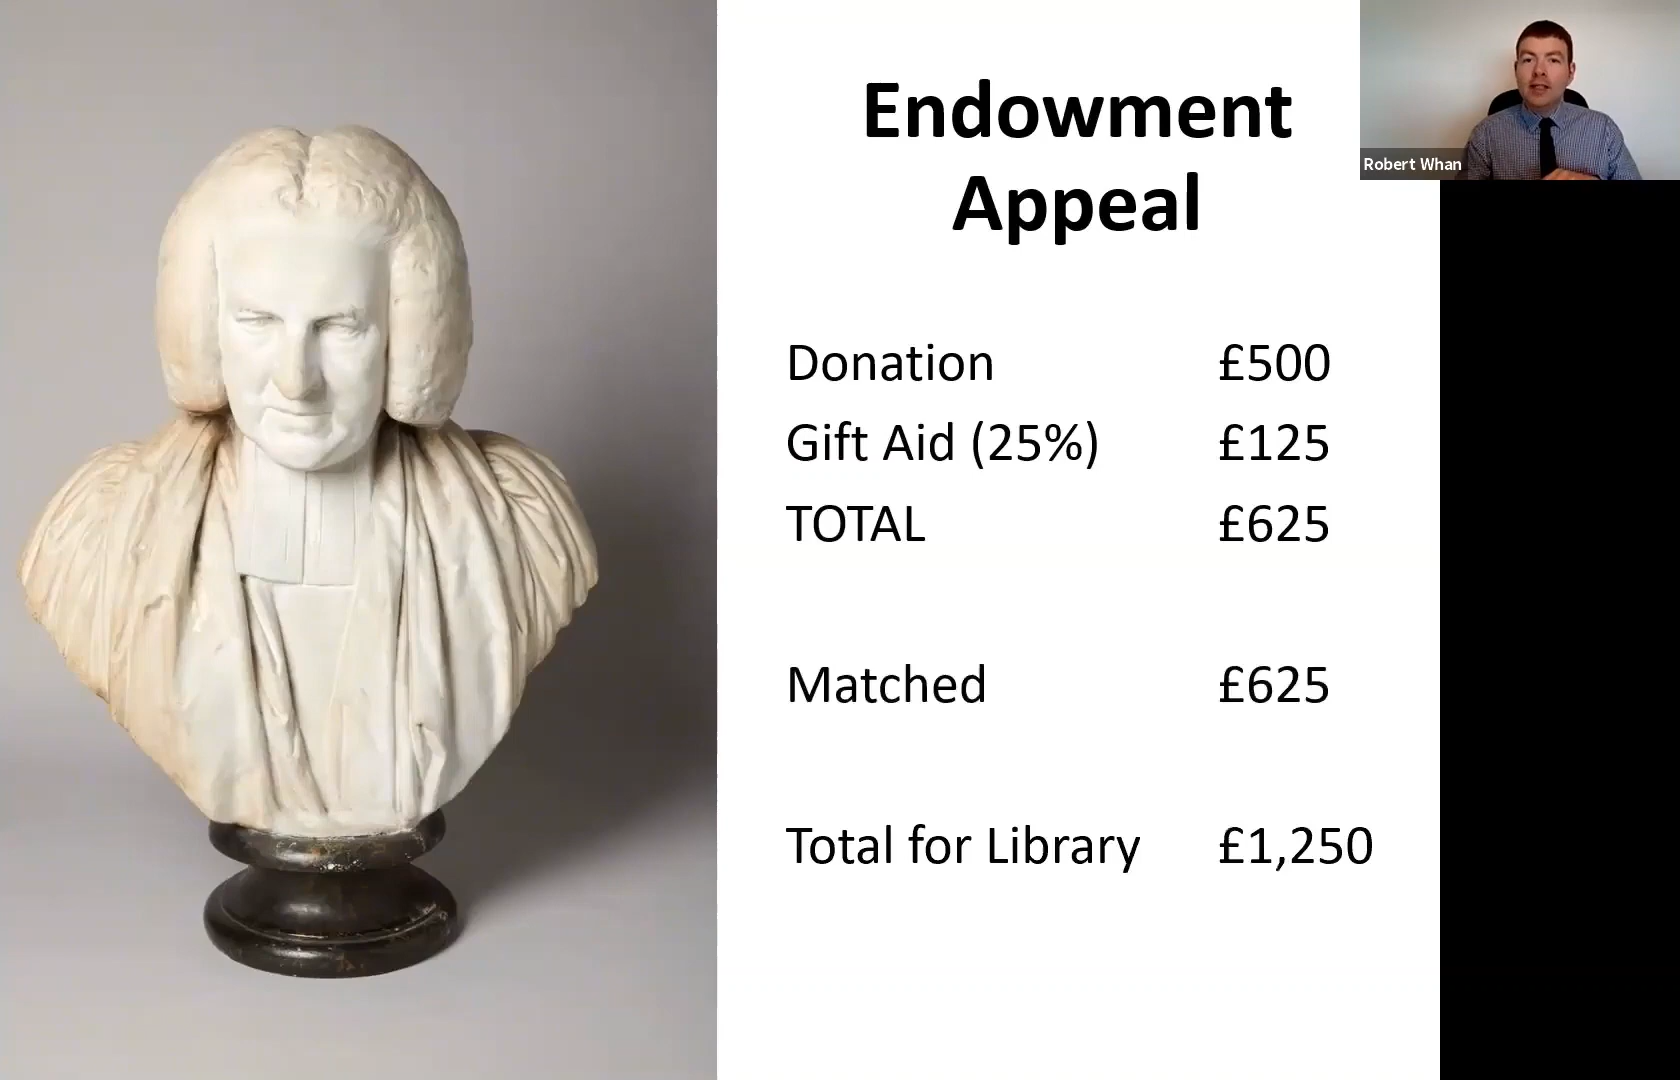 Endowment
Appeal
Robert Whan
Donation £500
Gift Aid (25%) £125
TOTAL £625
Matched £625
Total for Library £1,250